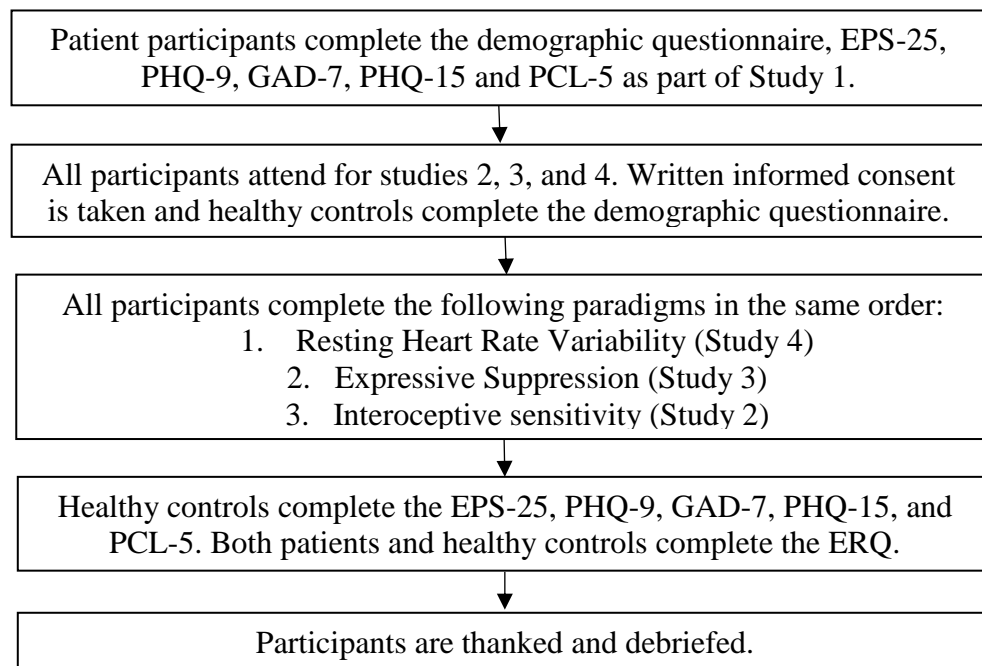 Patient participants complete the demographic questionnaire, EPS-25,
PHQ-9, GAD-7, PHQ-15 and PCL-5 as part of Study 1.
All participants attend for studies 2, 3, and 4. Written informed consent
is taken and healthy controls complete the demographic questionnaire.
All participants complete the following paradigms in the same order:
1. Resting Heart Rate Variability (Study 4)
2. Expressive Suppression (Study 3)
3. Interoceptive sensitivity (Study 2)
Healthy controls complete the EPS-25, PHQ-9, GAD-7, PHQ-15, and
PCL-5. Both patients and healthy controls complete the ERQ.
Participants are thanked and debriefed.